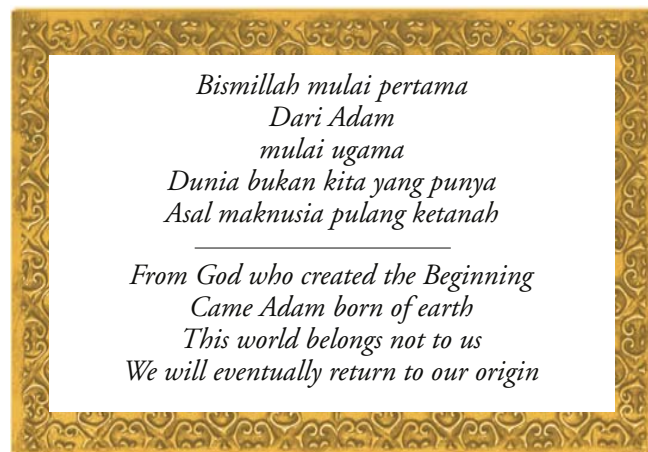 Bismillah mulai pertama
Dari Adam
mulai ugama
Dunia bukan kita yang punya
Asal maknusia pulang ketanah
From God who created the Beginning
Came Adam born of earth
This world belongs not to us
We will eventually return to our origin